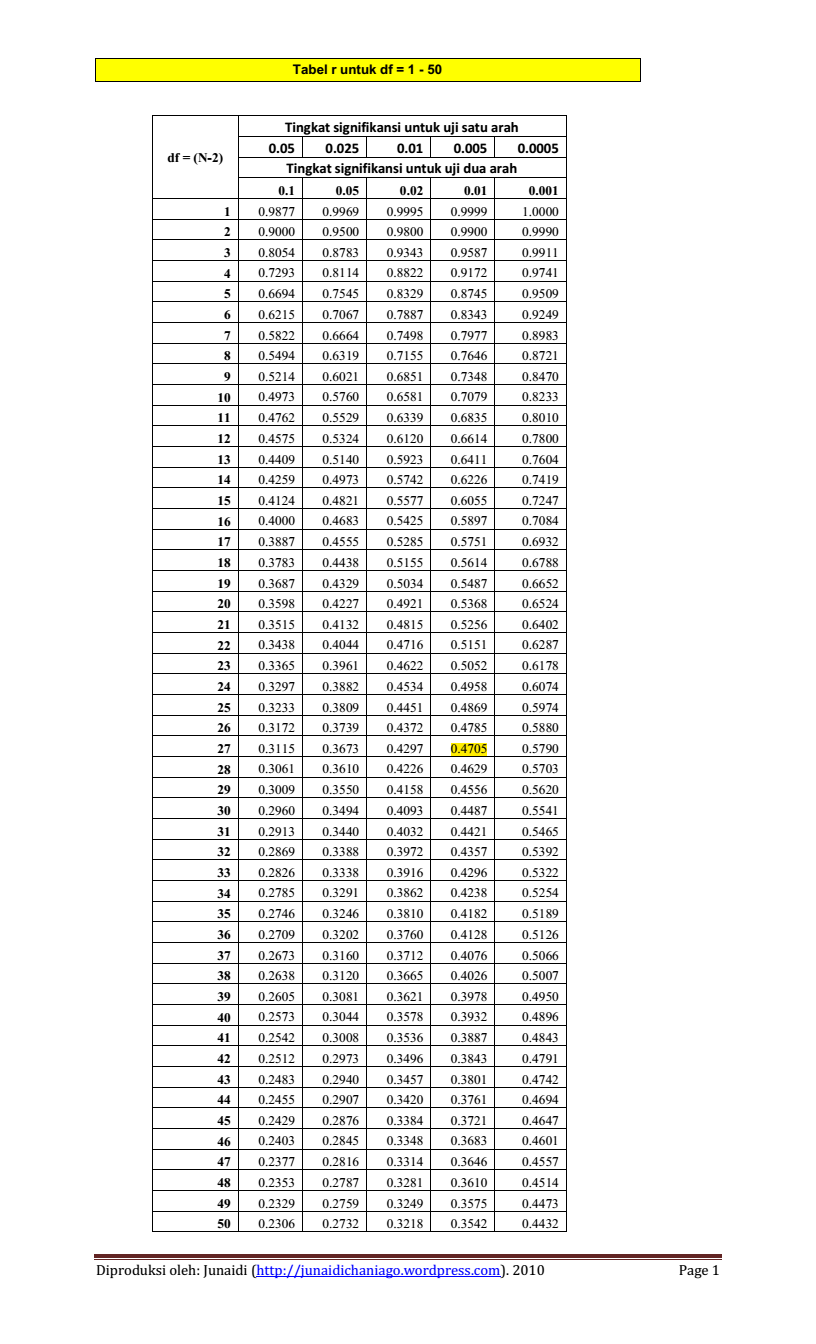 Tabel r untuk df = 1 - 50
df = (N-2)
Tingkat signifikansi untuk uji satu arah
0.05 0.025 0.01 0.005 0.0005
Tingkat signifikansi untuk uji dua arah
0.1 0.05 0.02 0.01 0.001
1 0.9877 0.9969 0.9995 0.9999 1.0000
2 0.9000 0.9500 0.9800 0.9900 0.9990
3 0.8054 0.8783 0.9343 0.9587 0.9911
4 0.7293 0.8114 0.8822 0.9172 0.9741
5 0.6694 0.7545 0.8329 0.8745 0.9509
6 0.6215 0.7067 0.7887 0.8343 0.9249
7 0.5822 0.6664 0.7498 0.7977 0.8983
8 0.5494 0.6319 0.7155 0.7646 0.8721
9 0.5214 0.6021 0.6851 0.7348 0.8470
10 0.4973 0.5760 0.6581 0.7079 0.8233
11 0.4762 0.5529 0.6339 0.6835 0.8010
12 0.4575 0.5324 0.6120 0.6614 0.7800
13 0.4409 0.5140 0.5923 0.6411 0.7604
14 0.4259 0.4973 0.5742 0.6226 0.7419
15 0.4124 0.4821 0.5577 0.6055 0.7247
16 0.4000 0.4683 0.5425 0.5897 0.7084
17 0.3887 0.4555 0.5285 0.5751 0.6932
18 0.3783 0.4438 0.5155 0.5614 0.6788
19 0.3687 0.4329 0.5034 0.5487 0.6652
20 0.3598 0.4227 0.4921 0.5368 0.6524
21 0.3515 0.4132 0.4815 0.5256 0.6402
22 0.3438 0.4044 0.4716 0.5151 0.6287
23 0.3365 0.3961 0.4622 0.5052 0.6178
24 0.3297 0.3882 0.4534 0.4958 0.6074
25 0.3233 0.3809 0.4451 0.4869 0.5974
26 0.3172 0.3739 0.4372 0.4785 0.5880
27 0.3115 0.3673 0.4297 0.4705 0.5790
28 0.3061 0.3610 0.4226 0.4629 0.5703
29 0.3009 0.3550 0.4158 0.4556 0.5620
30 0.2960 0.3494 0.4093 0.4487 0.5541
31 0.2913 0.3440 0.4032 0.4421 0.5465
32 0.2869 0.3388 0.3972 0.4357 0.5392
33 0.2826 0.3338 0.3916 0.4296 0.5322
34 0.2785 0.3291 0.3862 0.4238 0.5254
35 0.2746 0.3246 0.3810 0.4182 0.5189
36 0.2709 0.3202 0.3760 0.4128 0.5126
37 0.2673 0.3160 0.3712 0.4076 0.5066
38 0.2638 0.3120 0.3665 0.4026 0.5007
39 0.2605 0.3081 0.3621 0.3978 0.4950
40 0.2573 0.3044 0.3578 0.3932 0.4896
41 0.2542 0.3008 0.3536 0.3887 0.4843
42 0.2512 0.2973 0.3496 0.3843 0.4791
43 0.2483 0.2940 0.3457 0.3801 0.4742
44 0.2455 0.2907 0.3420 0.3761 0.4694
45 0.2429 0.2876 0.3384 0.3721 0.4647
46 0.2403 0.2845 0.3348 0.3683 0.4601
47 0.2377 0.2816 0.3314 0.3646 0.4557
48 0.2353 0.2787 0.3281 0.3610 0.4514
49 0.2329 0.2759 0.3249 0.3575 0.4473
50 0.2306 0.2732 0.3218 0.3542 0.4432
Diproduksi oleh: Junaidi (http://junaidichaniago.wordpress.com). 2010 Page 1